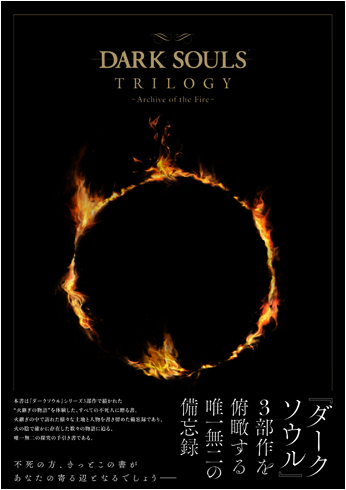 DARK SOULS
TRILOGY
-Archive of the Fire-
『ダーク
ソウル』
3部作を
俯瞰する
唯一無二の
備忘録
本書は『ダークソウル』シリーズ3部作で描かれた
"火継ぎの物語"を体験した、すべての不死人に贈る書。
火継ぎの中で訪れた様々な土地と人物を書き留めた備忘録であり、
火の陰で確かに存在した数々の物語に迫る、
唯一無二の探究の手引き書である。
不死の方、きっとこの書が
あなたの寄る辺となるでしょう──